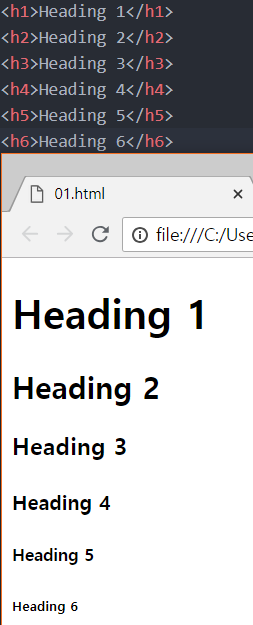 <h1>Heading 1</h1>
<h2>Heading 2</h2>
<h3>Heading 3</h3>
<h4>Heading 4</h4>
<h5>Heading 5</h5>
<h6>Heading 6</h6>
01.html
file:///C:/Use
Heading 1
Heading 2
Heading 3
Heading 4
Heading 5
Heading 6